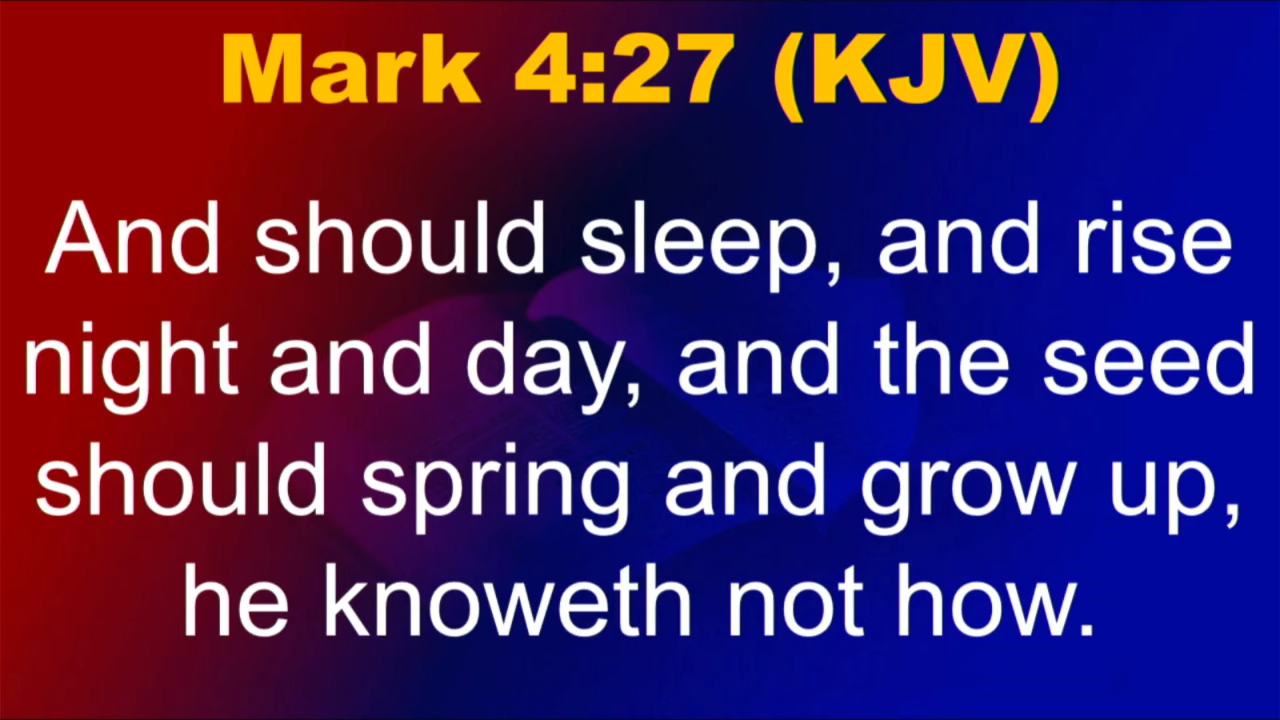 Mark 4:27 (KJV)
And should sleep, and rise
night and day, and the seed
should spring and grow up,
he knoweth not how.